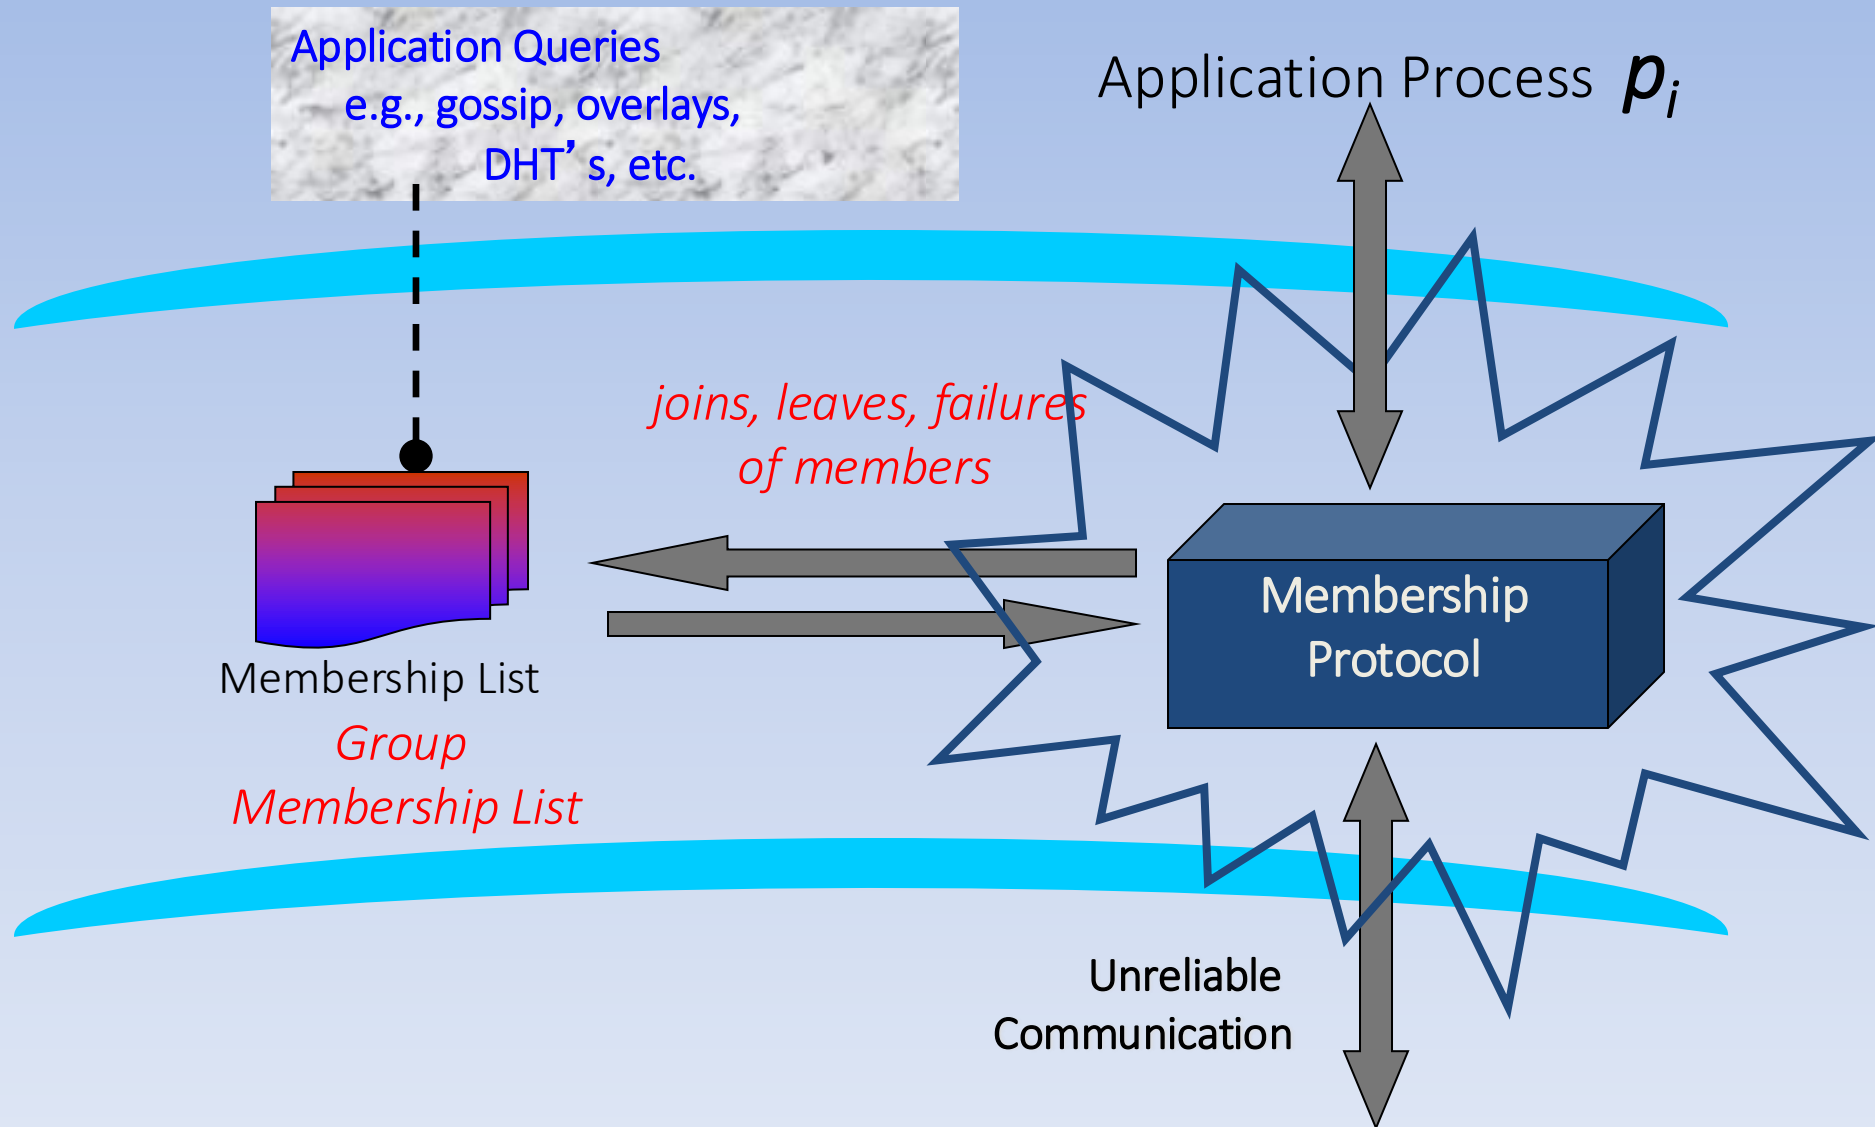 Application Queries
e.g., gossip, overlays,
DHT’s, etc.
Application Process pi
joins, leaves, failures
of members
Membership
Protocol
Membership List
Group
Membership List
Unreliable
Communication